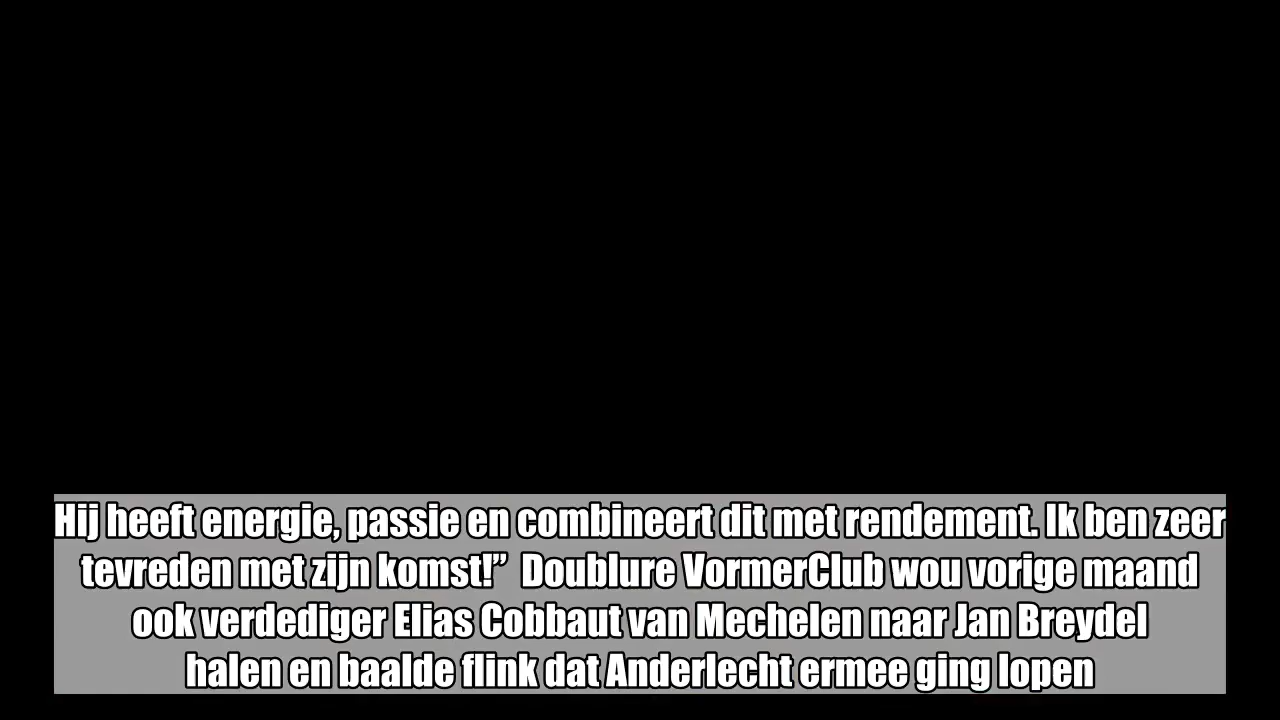 Hij heeft energie, passie en combineert dit met rendement. Ik ben zeer
tevreden met zijn komst!”  Doublure VormerClub wou vorige maand
ook verdediger Elias Cobbaut van Mechelen naar Jan Breydel
halen en baalde flink dat Anderlecht ermee ging lopen